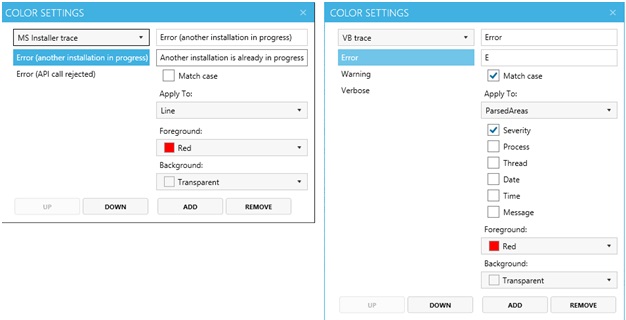 COLOR SETTINGS
MS Installer trace
Error (another installation in progress)
Error (another installation in progress)
Another installation is already in progress
Error (API call rejected)
Match case
Apply To:
Line
Foreground:
Red
Background:
Transparent
UP
DOWN
ADD
REMOVE
COLOR SETTINGS
VB trace
Error
Error
E
Warning
Match case
Verbose
Apply To:
ParsedAreas
Severity
Process
Thread
Date
Time
Message
Foreground:
Red
Background:
Transparent
UP
DOWN
ADD
REMOVE